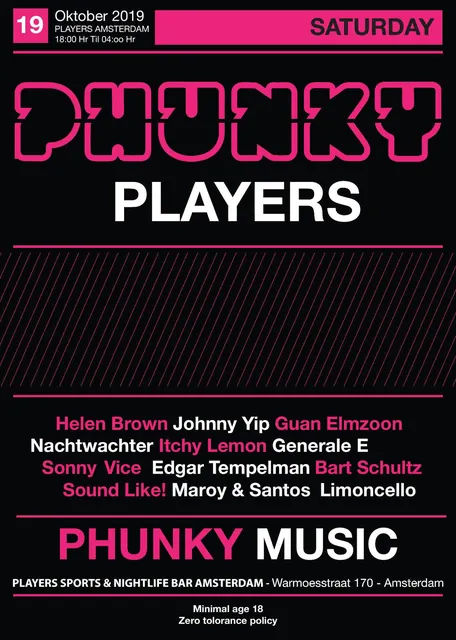 19
Oktober 2019
PLAYERS AMSTERDAM
18:00 Hr Til 04:oo Hr
SATURDAY
PHUNKY
PLAYERS
Helen Brown Johnny Yip Guan Elmzoon
Nachtwachter Itchy Lemon Generale E
Sonny Vice Edgar Tempelman Bart Schultz
Sound Like! Maroy & Santos Limoncello
PHUNKY MUSIC
PLAYERS SPORTS & NIGHTLIFE BAR AMSTERDAM - Warmoesstraat 170 - Amsterdam
Minimal age 18
Zero tolorance policy